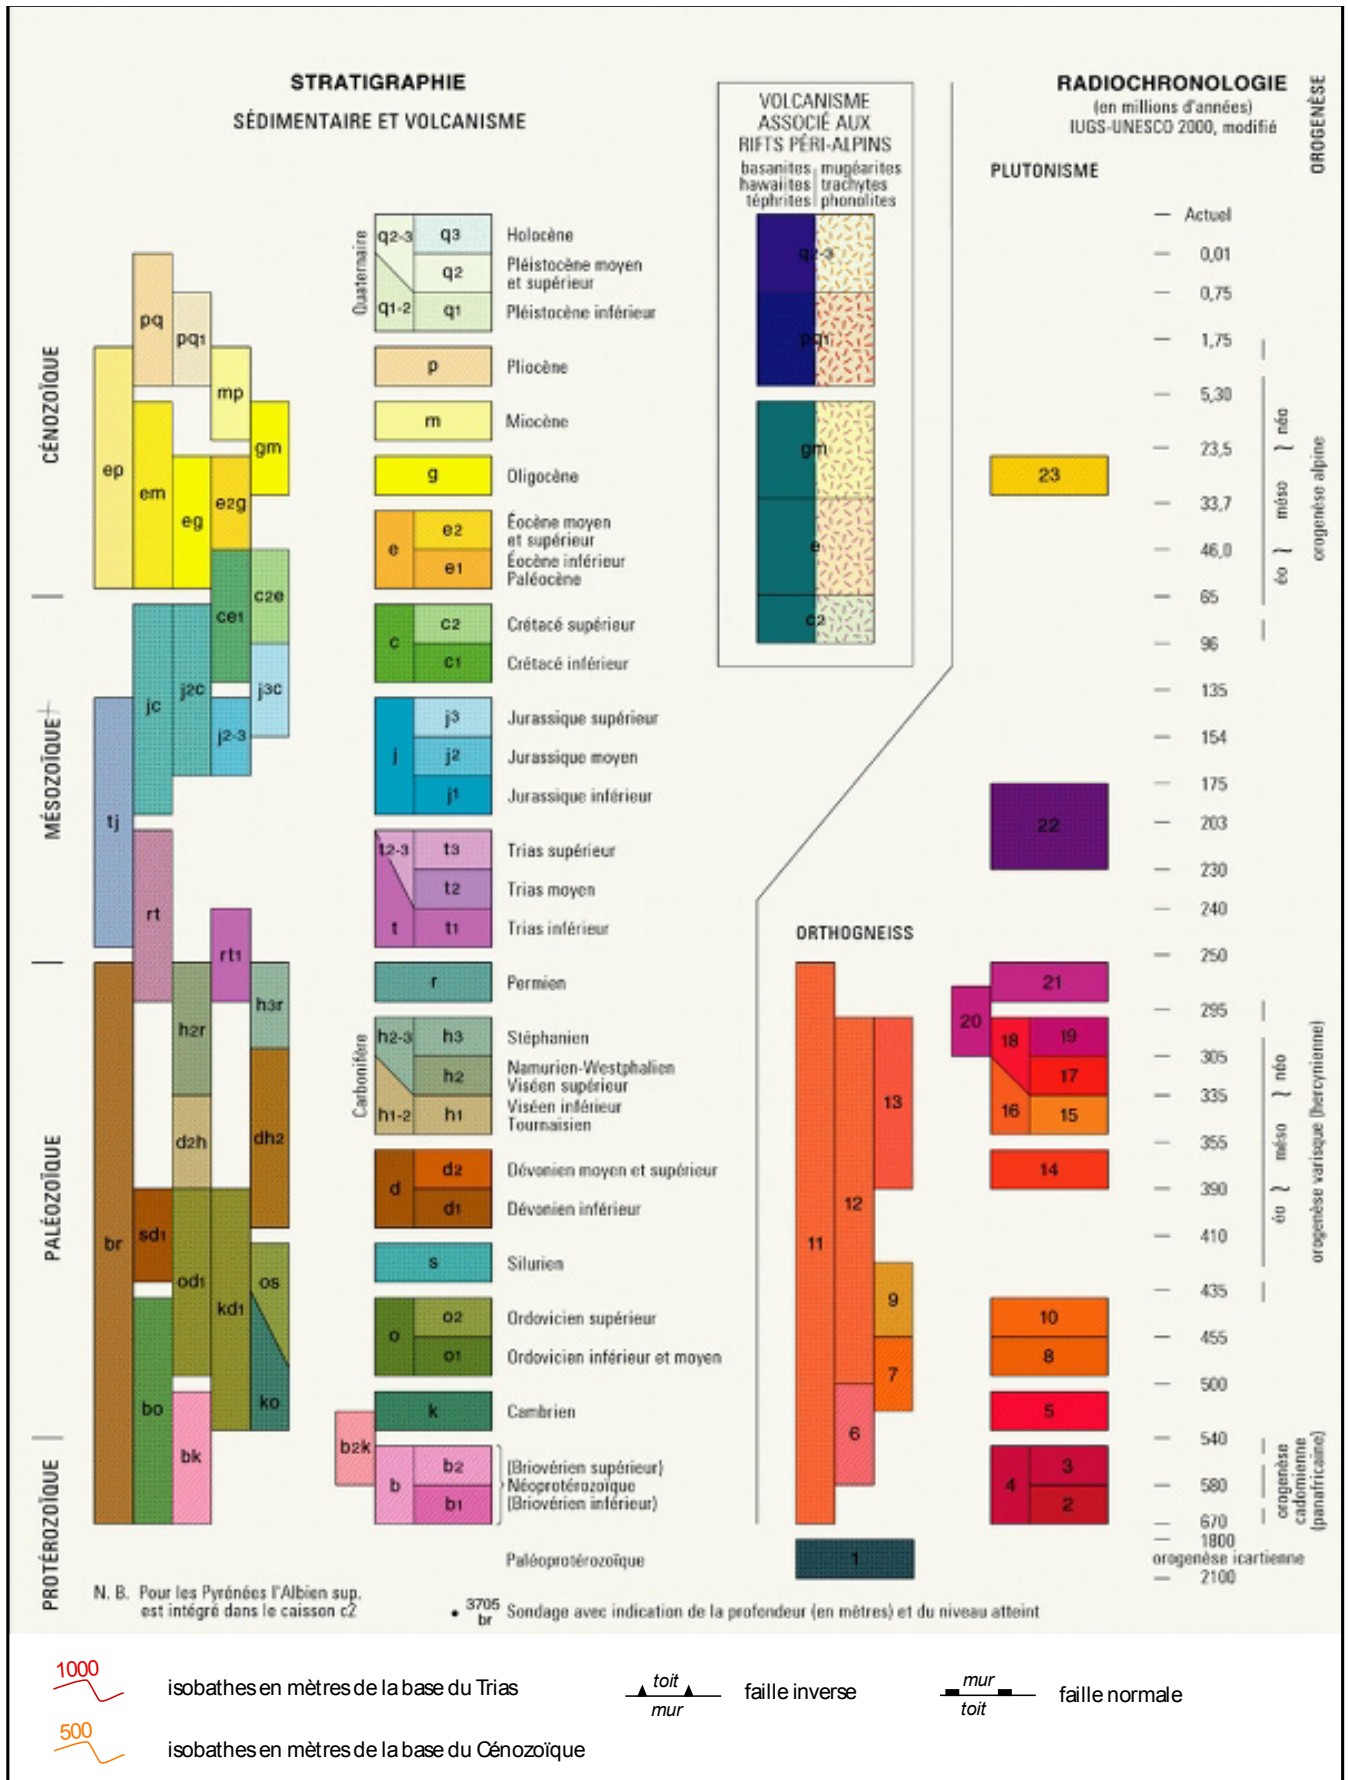 STRATIGRAPHIE
SÉDIMENTAIRE ET VOLCANISME
VOLCANISME
ASSOCIÉ AUX
RIFTS PÉRI-ALPINS
basanites
hawaiites
téphrites
mugéarites
trachytes
phonolites
q2-3
pq1
gm
e
c2
RADIOCHRONOLOGIE
(en millions d'années)
IUGS-UNESCO 2000, modifié
OROGENÈSE
PLUTONISME
CÉNOZOÏQUE
MÉSOZOÏQUE
PALÉOZOÏQUE
PROTÉROZOÏQUE
pq
pq1
mp
gm
ep
em
eg
e2g
ce1
c2e
jc
j2c
j3c
j2-3
tj
rt
rt1
h2r
h3r
d2h
dh2
br
sd1
od1
kd1
os
ko
bo
bk
b2k
Quaternaire
q2-3
q3
Holocène
q2
Pléistocène moyen
et supérieur
q1-2
q1
Pléistocène inférieur
p
Pliocène
m
Miocène
g
Oligocène
e
e2
Éocène moyen
et supérieur
e1
Éocène inférieur
Paléocène
c
c2
Crétacé supérieur
c1
Crétacé inférieur
j
j3
Jurassique supérieur
j2
Jurassique moyen
j1
Jurassique inférieur
t2-3
t3
Trias supérieur
t2
Trias moyen
t
t1
Trias inférieur
r
Permien
Carbonifère
h2-3
h3
Stéphanien
h2
Namurien-Westphalien
Viséen supérieur
h1-2
h1
Viséen inférieur
Tournaisien
d
d2
Dévonien moyen et supérieur
d1
Dévonien inférieur
s
Silurien
o
o2
Ordovicien supérieur
o1
Ordovicien inférieur et moyen
k
Cambrien
b
b2
(Briovérien supérieur)
Néoprotérozoïque
b1
(Briovérien inférieur)
Paléoprotérozoïque
ORTHOGNEISS
11
12
13
9
7
6
1
23
22
21
20
18
19
17
16
15
14
10
8
5
4
3
2
Actuel
0,01
0,75
1,75
5,30
23,5
33,7
46,0
65
96
135
154
175
203
230
240
250
295
305
335
355
390
410
435
455
500
540
580
670
1800
orogenèse icartienne
2100
éo ~ méso ~ néo
orogenèse alpine
éo ~ méso ~ néo
orogenèse varisque (hercynienne)
orogenèse
cadomienne
(panafricaine)
N. B. Pour les Pyrénées l'Albien sup.
est intégré dans le caisson c2
3705
br
Sondage avec indication de la profondeur (en mètres) et du niveau atteint
1000
isobathes en mètres de la base du Trias
toit
mur
faille inverse
mur
toit
faille normale
500
isobathes en mètres de la base du Cénozoïque